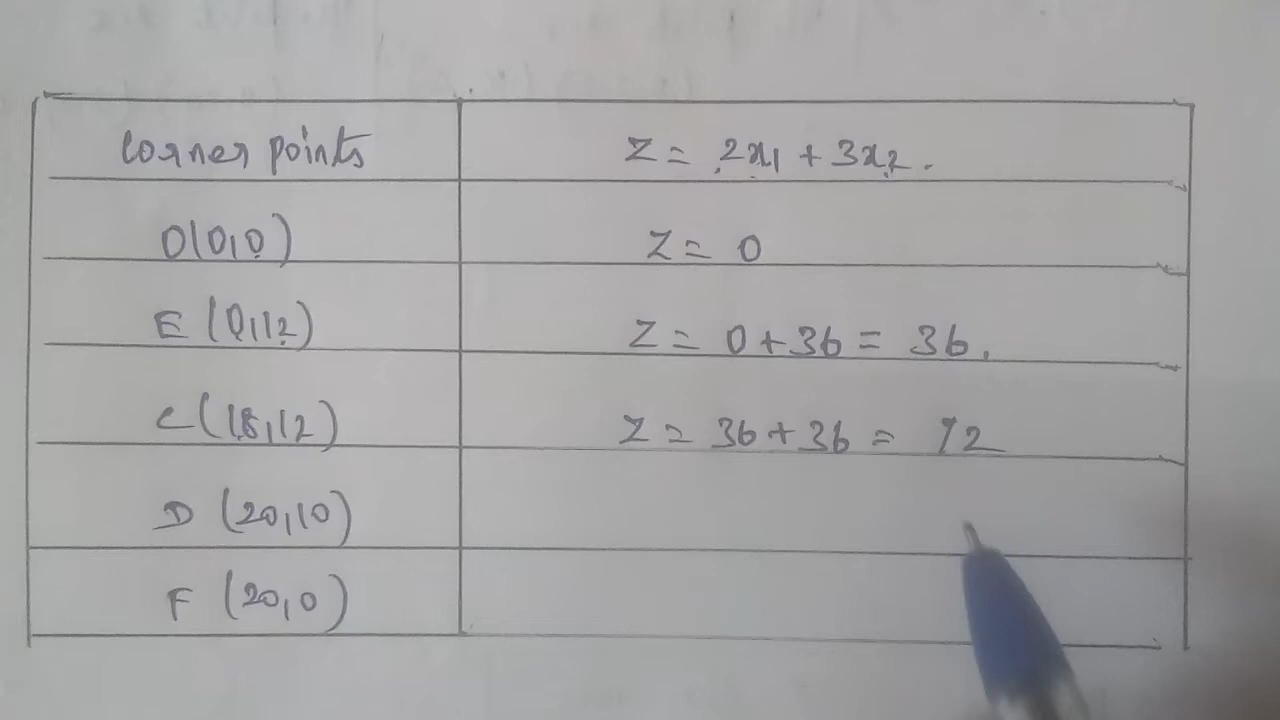 corner points Z = 2x1 + 3x2.
O(0,0) Z = 0
E (0,12) Z = 0+36 = 36.
C(18,12) Z = 36+36 = 72
D (20,10)
F (20,0)